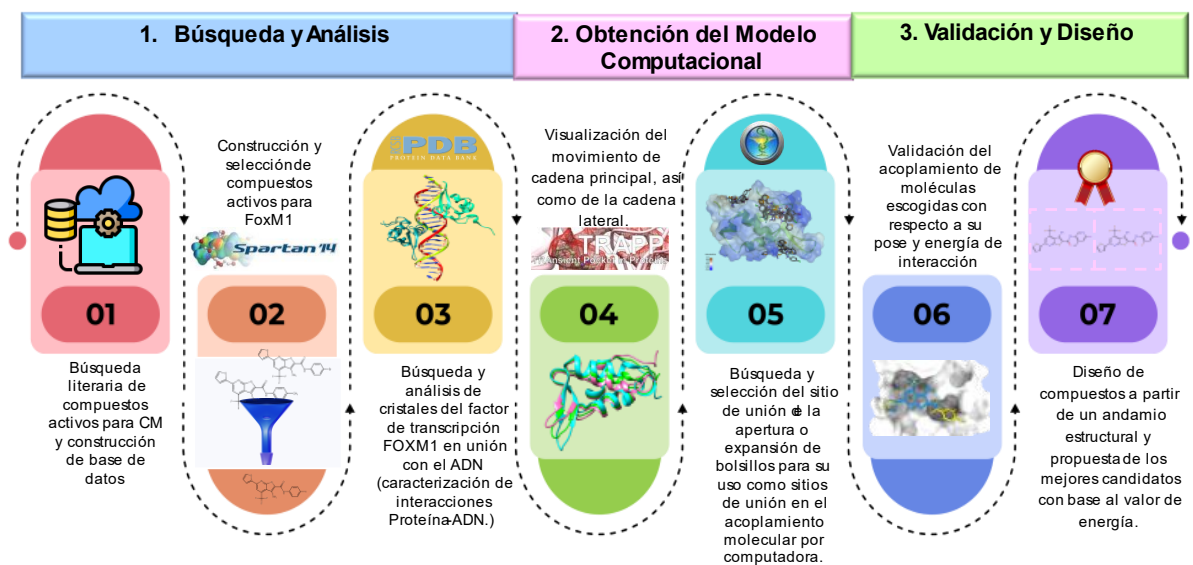 1. Búsqueda y Análisis
2. Obtención del Modelo
Computacional
3. Validación y Diseño
01
Búsqueda
literaria de
compuestos
activos para CM
y construcción
de base de
datos
Construcción y
selección de
compuestos
activos para
FoxM1
Spartan'14
02
PDB
PROTEIN DATA BANK
03
Búsqueda y
análisis de
cristales del factor
de transcripción
FOXM1 en unión
con el ADN
(caracterización de
interacciones
Proteína-ADN.)
Visualización del
movimiento de
cadena principal, así
como de la cadena
lateral.
TRAPP
TRAnsient Pocket in Proteins
04
05
Búsqueda y
selección del sitio
de unión de la
apertura o
expansión de
bolsillos para su
uso como sitios
de unión en el
acoplamiento
molecular por
computadora.
Validación del
acoplamiento de
moléculas
escogidas con
respecto a su
pose y energía de
interacción
06
07
Diseño de
compuestos a partir
de un andamio
estructural y
propuesta de los
mejores candidatos
con base al valor de
energía.